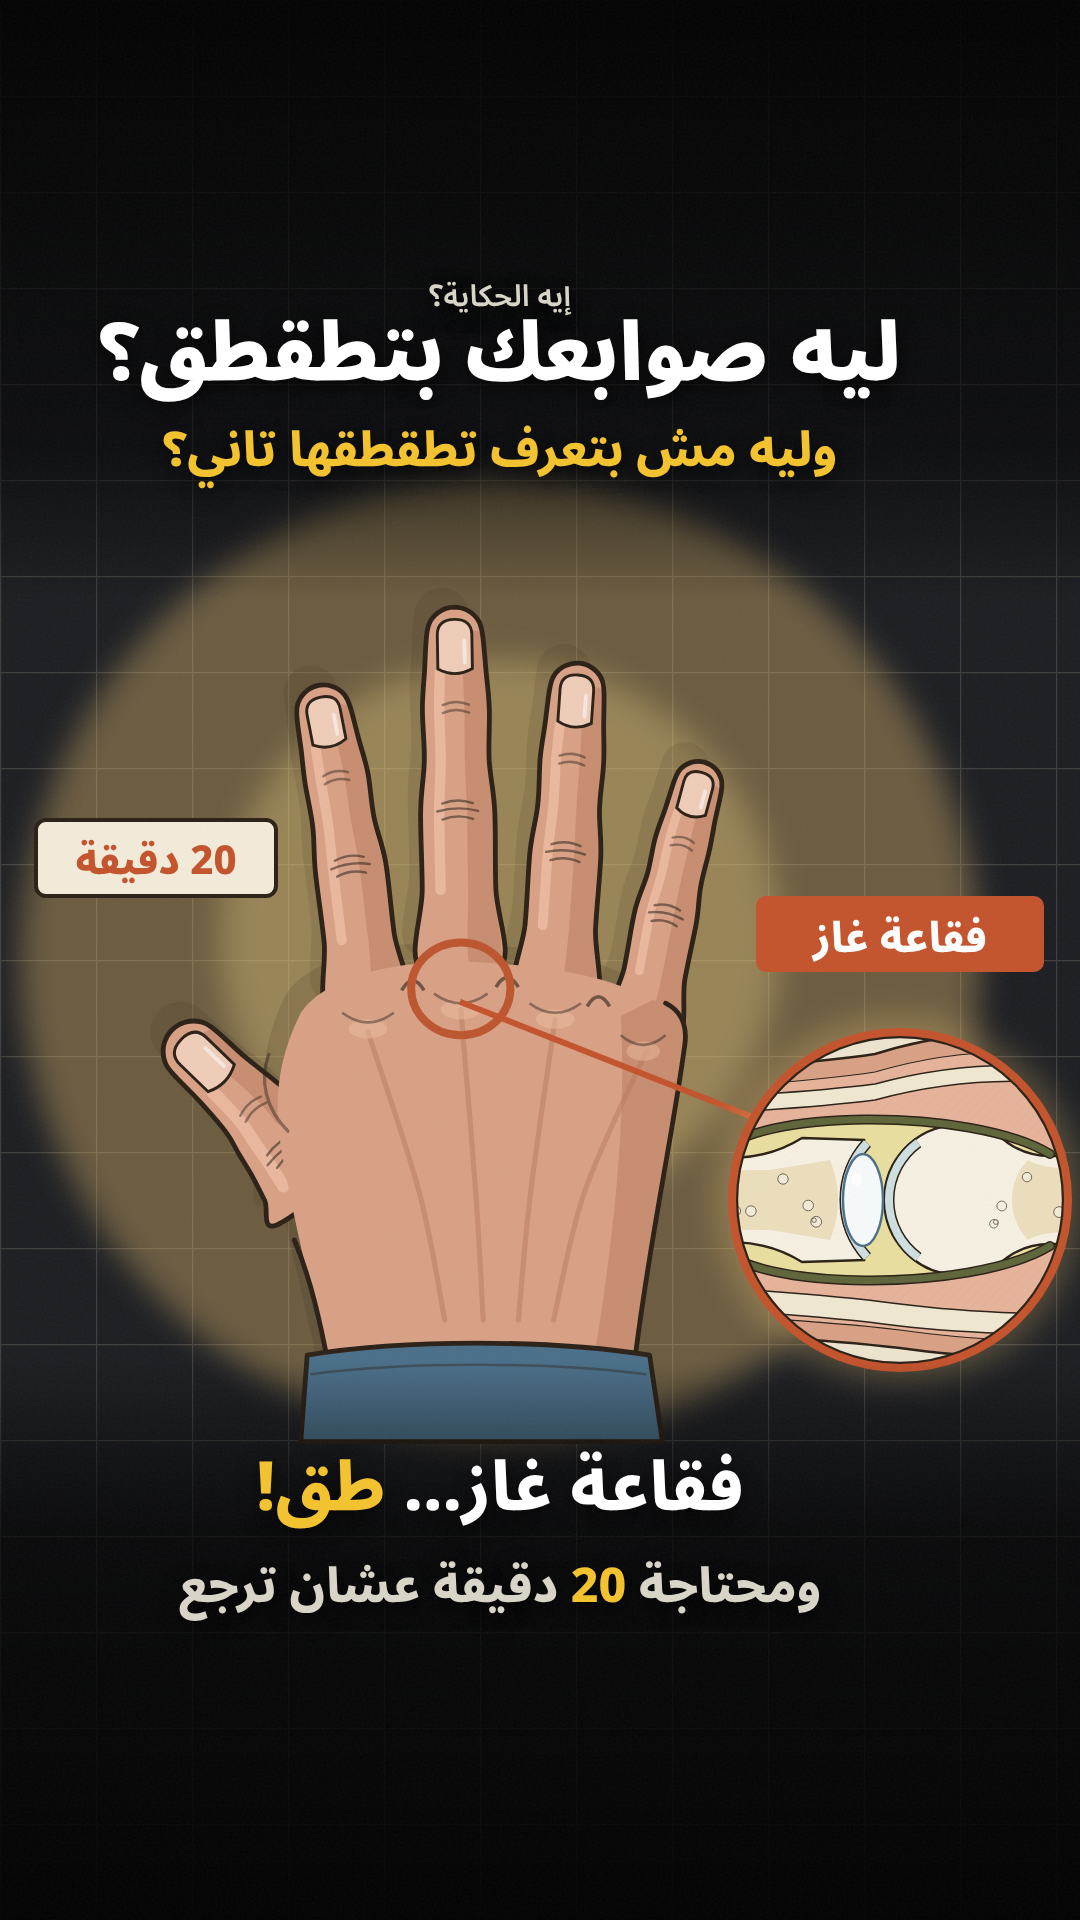 إيه الحكاية؟
ليه صوابعك بتطقطق؟
وليه مش بتعرف تطقطقها تاني؟
20 دقيقة
فقاعة غاز
فقاعة غاز... طق!
ومحتاجة 20 دقيقة عشان ترجع